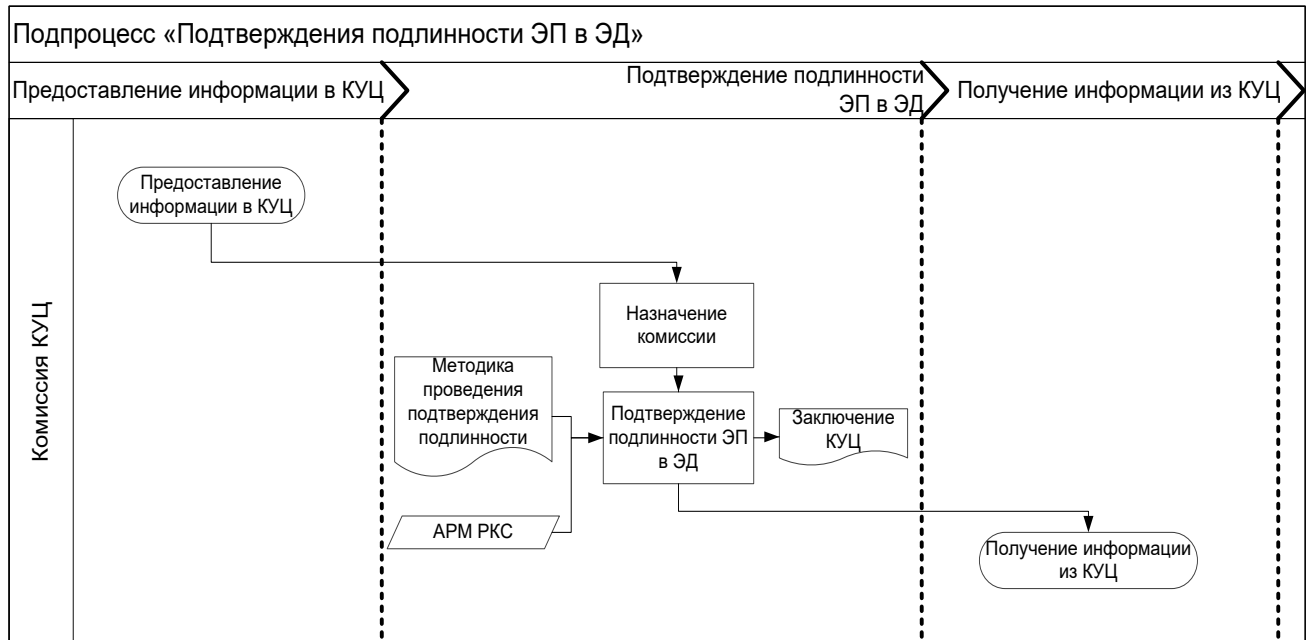 Подпроцесс «Подтверждения подлинности ЭП в ЭД»
Предоставление информации в КУЦ
Подтверждение подлинности
ЭП в ЭД
Получение информации из КУЦ
Комиссия КУЦ
Предоставление
информации в КУЦ
Назначение
комиссии
Методика
проведения
подтверждения
подлинности
Подтверждение
подлинности ЭП
в ЭД
Заключение
КУЦ
АРМ РКС
Получение информации
из КУЦ